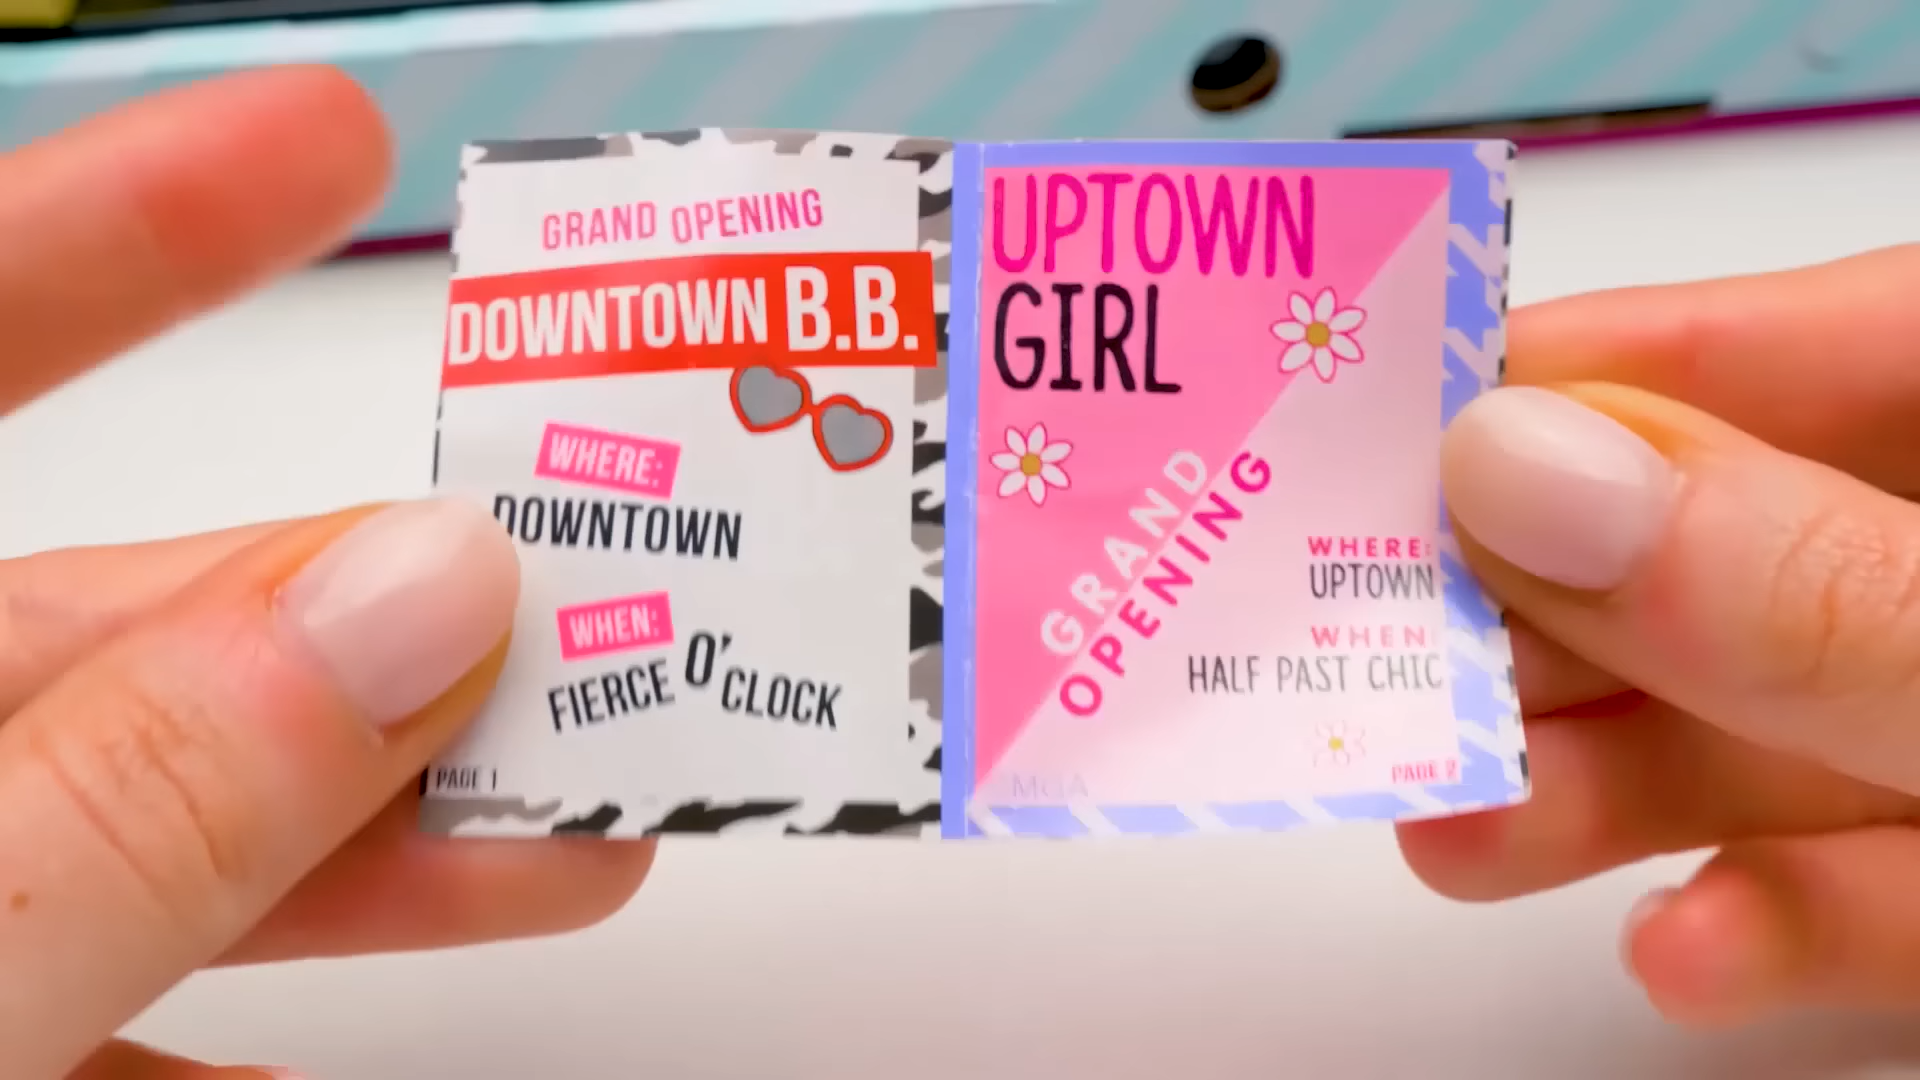 GRAND OPENING
DOWNTOWN B.B.
WHERE:
DOWNTOWN
WHEN:
FIERCE O'CLOCK
PAGE 1
UPTOWN
GIRL
GRAND
OPENING
WHERE:
UPTOWN
WHEN:
HALF PAST CHIC
MGA
PAGE 2